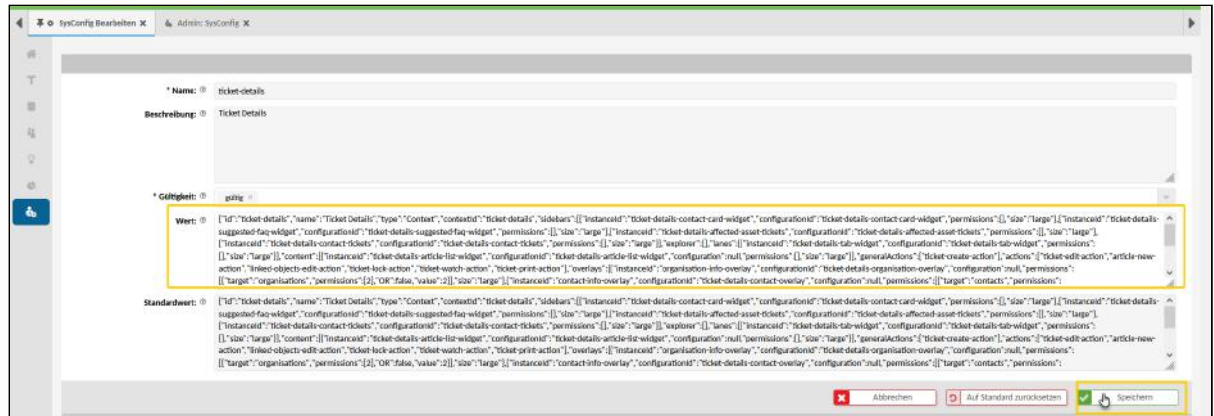 SysConfig Bearbeiten Admin: SysConfig
* Name: ticket-details
Beschreibung: Ticket Details
* Gültigkeit: gültig
Wert: {"id":"ticket-details","name":"Ticket Details","type":"Context","contextId":"ticket-details","sidebars":[{"instanceId":"ticket-details-contact-card-widget","configurationId":"ticket-details-contact-card-widget","permissions":[],"size":"large"},{"instanceId":"ticket-details-
suggested-faq-widget","configurationId":"ticket-details-suggested-faq-widget","permissions":[],"size":"large"},{"instanceId":"ticket-details-affected-asset-tickets","configurationId":"ticket-details-affected-asset-tickets","permissions":[],"size":"large"},
{"instanceId":"ticket-details-contact-tickets","configurationId":"ticket-details-contact-tickets","permissions":[],"size":"large"}],"explorer":[],"lanes":[{"instanceId":"ticket-details-tab-widget","configurationId":"ticket-details-tab-widget","permissions":
[],"size":"large"}],"content":[{"instanceId":"ticket-details-article-list-widget","configurationId":"ticket-details-article-list-widget","permissions":[],"size":"large"}],"generalActions":["ticket-create-action"],"actions":["ticket-edit-action","article-new-
action","linked-objects-edit-action","ticket-lock-action","ticket-watch-action","ticket-print-action"],"overlays":[{"instanceId":"organisation-info-overlay","configurationId":"ticket-details-organisation-overlay","configuration":null,"permissions":
[{"target":"organisations","permissions":[2],"OR":false,"value":2}],"size":"large"},{"instanceId":"contact-info-overlay","configurationId":"ticket-details-contact-overlay","configuration":null,"permissions":[{"target":"contacts","permissions":
Standardwert: {"id":"ticket-details","name":"Ticket Details","type":"Context","contextId":"ticket-details","sidebars":[{"instanceId":"ticket-details-contact-card-widget","configurationId":"ticket-details-contact-card-widget","permissions":[],"size":"large"},{"instanceId":"ticket-details-
suggested-faq-widget","configurationId":"ticket-details-suggested-faq-widget","permissions":[],"size":"large"},{"instanceId":"ticket-details-affected-asset-tickets","configurationId":"ticket-details-affected-asset-tickets","permissions":[],"size":"large"},
{"instanceId":"ticket-details-contact-tickets","configurationId":"ticket-details-contact-tickets","permissions":[],"size":"large"}],"explorer":[],"lanes":[{"instanceId":"ticket-details-tab-widget","configurationId":"ticket-details-tab-widget","permissions":
[],"size":"large"}],"content":[{"instanceId":"ticket-details-article-list-widget","configurationId":"ticket-details-article-list-widget","permissions":[],"size":"large"}],"generalActions":["ticket-create-action"],"actions":["ticket-edit-action","article-new-
action","linked-objects-edit-action","ticket-lock-action","ticket-watch-action","ticket-print-action"],"overlays":[{"instanceId":"organisation-info-overlay","configurationId":"ticket-details-organisation-overlay","configuration":null,"permissions":
[{"target":"organisations","permissions":[2],"OR":false,"value":2}],"size":"large"},{"instanceId":"contact-info-overlay","configurationId":"ticket-details-contact-overlay","configuration":null,"permissions":[{"target":"contacts","permissions":
Abbrechen Auf Standard zurücksetzen Speichern